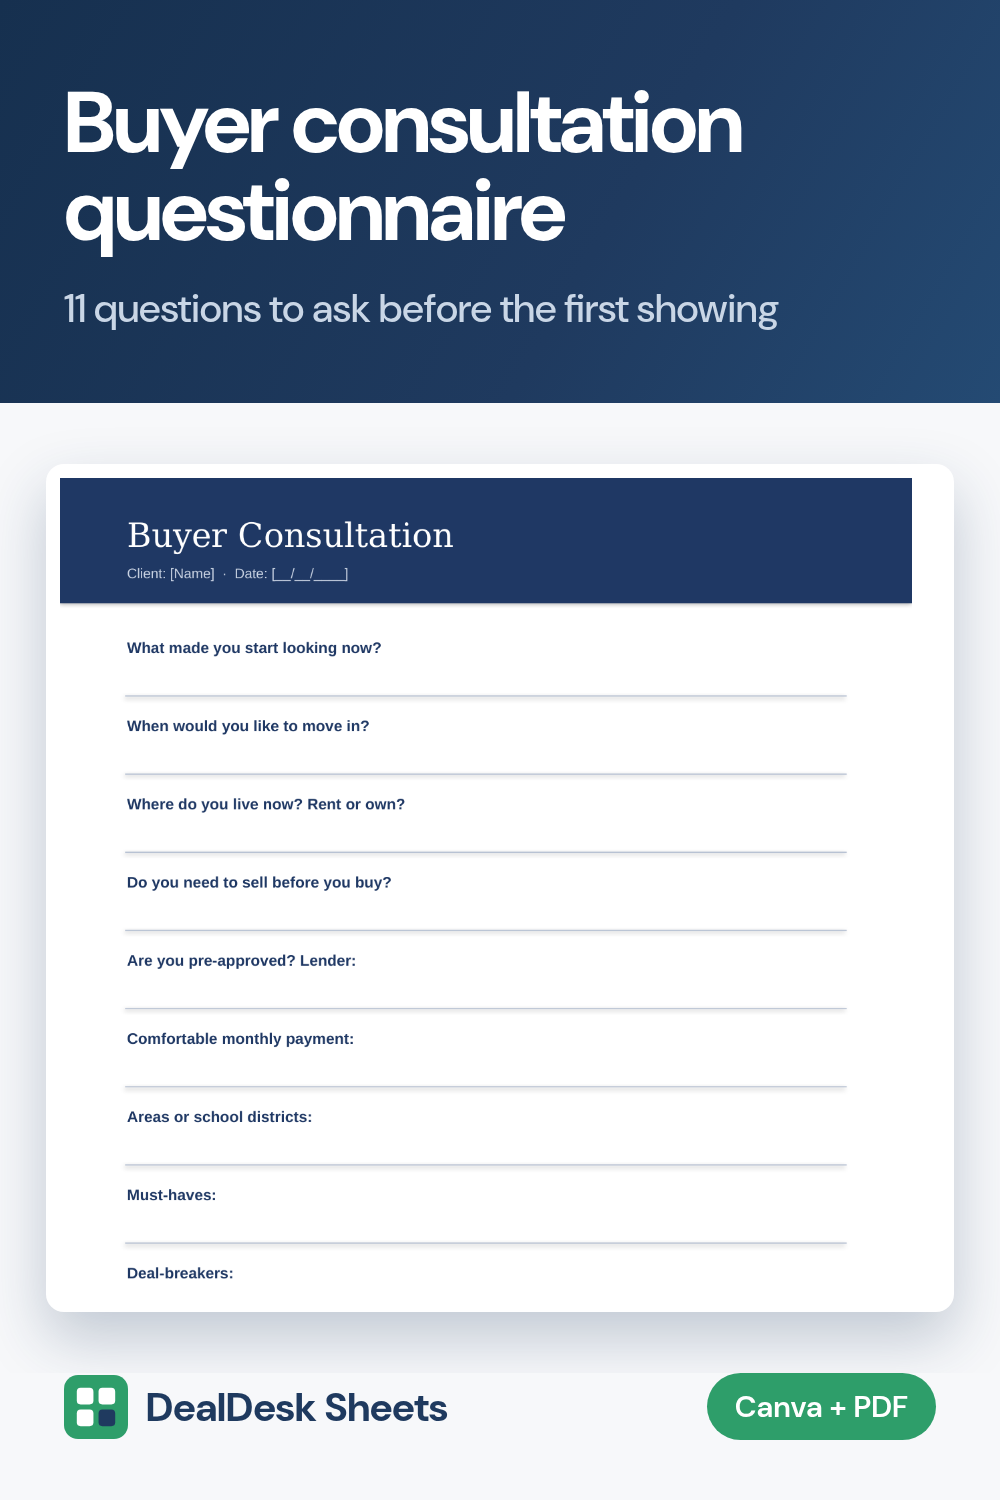 Buyer consultation
questionnaire
11 questions to ask before the first showing
Buyer Consultation
Client: [Name] · Date: [__/__/____]
What made you start looking now?
When would you like to move in?
Where do you live now? Rent or own?
Do you need to sell before you buy?
Are you pre-approved? Lender:
Comfortable monthly payment:
Areas or school districts:
Must-haves:
Deal-breakers:
DealDesk Sheets
Canva + PDF